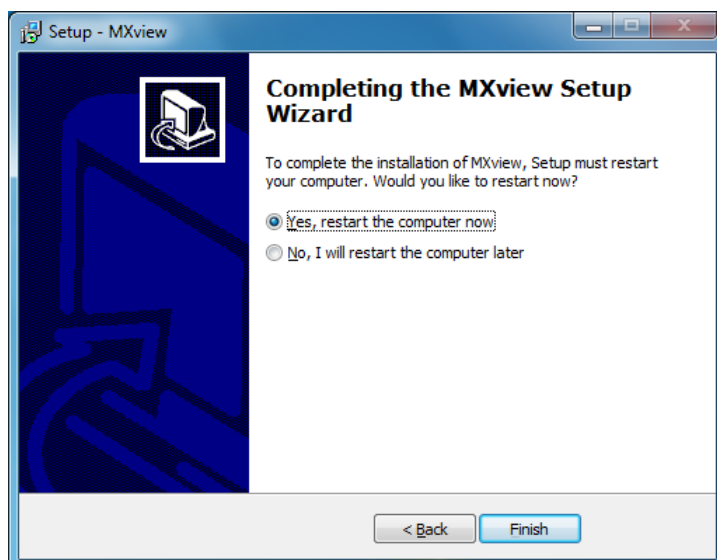 Setup - MXview
Completing the MXview Setup
Wizard
To complete the installation of MXview, Setup must restart
your computer. Would you like to restart now?
Yes, restart the computer now
No, I will restart the computer later
< Back
Finish